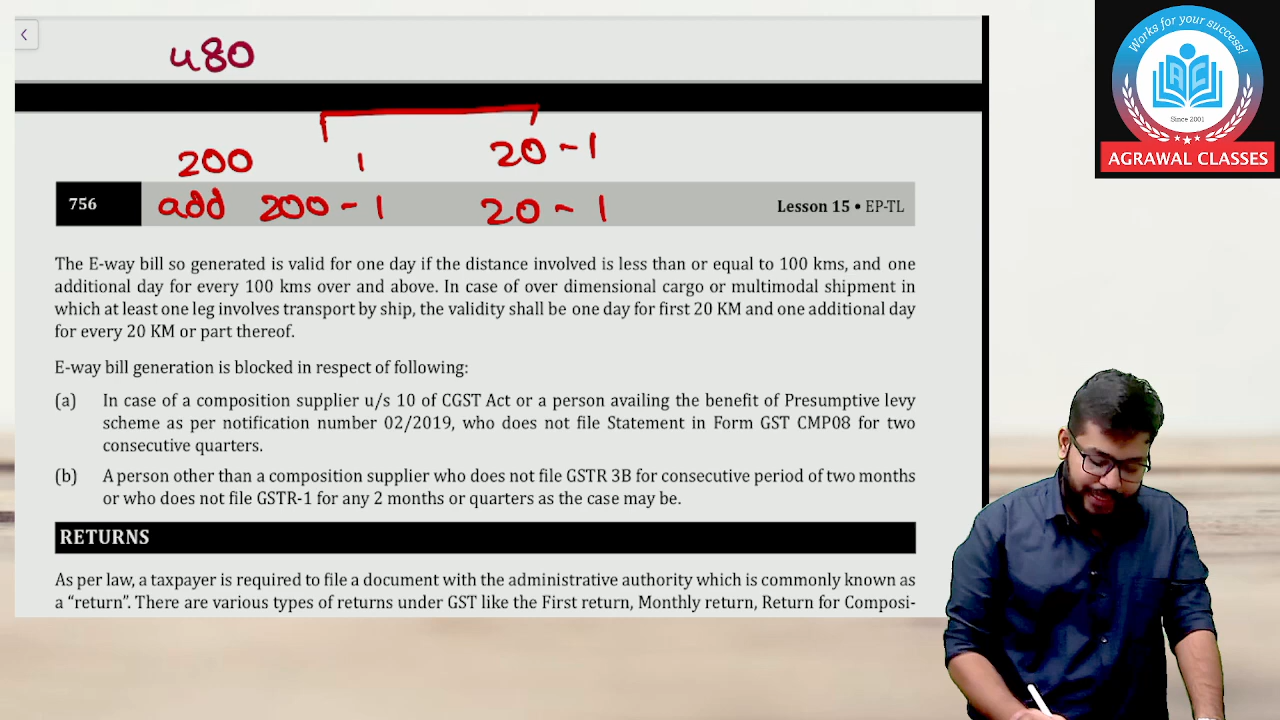 480
200 1 20 - 1
add 200 - 1 20 - 1
756
Lesson 15 • EP-TL
The E-way bill so generated is valid for one day if the distance involved is less than or equal to 100 kms, and one
additional day for every 100 kms over and above. In case of over dimensional cargo or multimodal shipment in
which at least one leg involves transport by ship, the validity shall be one day for first 20 KM and one additional day
for every 20 KM or part thereof.
E-way bill generation is blocked in respect of following:
(a) In case of a composition supplier u/s 10 of CGST Act or a person availing the benefit of Presumptive levy
scheme as per notification number 02/2019, who does not file Statement in Form GST CMP08 for two
consecutive quarters.
(b) A person other than a composition supplier who does not file GSTR 3B for consecutive period of two months
or who does not file GSTR-1 for any 2 months or quarters as the case may be.
RETURNS
As per law, a taxpayer is required to file a document with the administrative authority which is commonly known as
a “return”. There are various types of returns under GST like the First return, Monthly return, Return for Composi-
Works for your success!
AC
Since 2001
AGRAWAL CLASSES